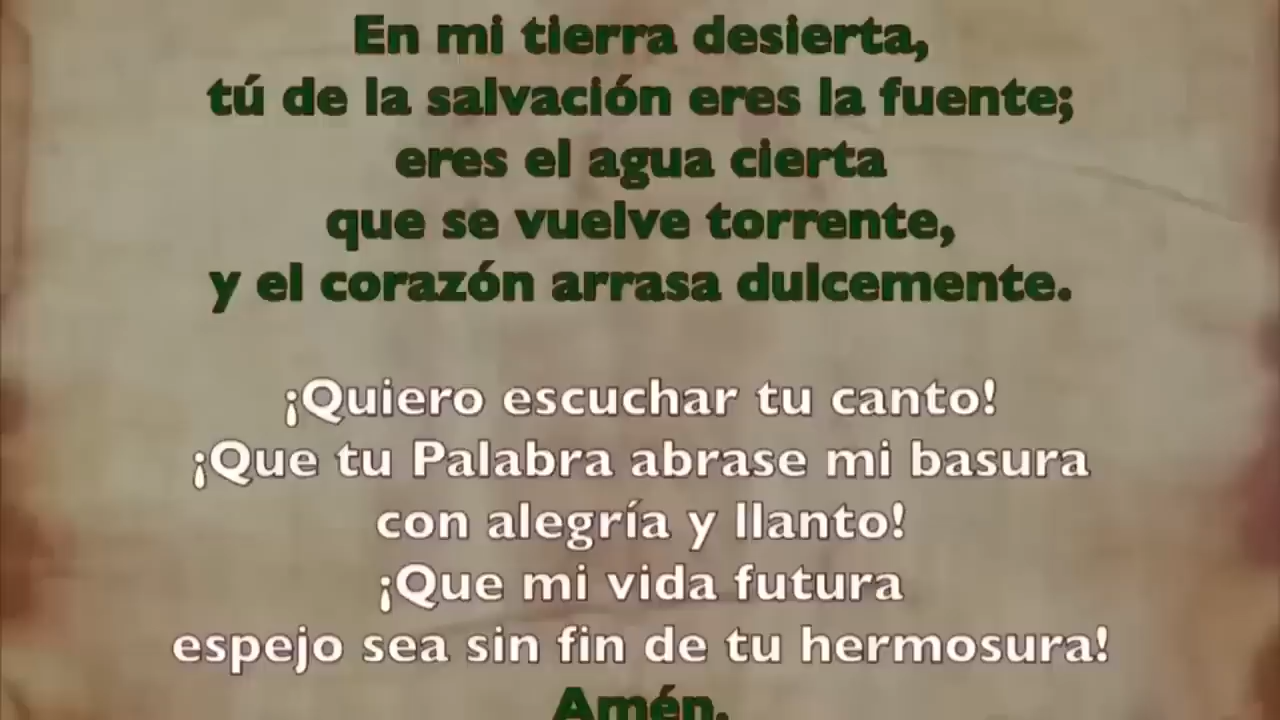 En mi tierra desierta,
tú de la salvación eres la fuente;
eres el agua cierta
que se vuelve torrente,
y el corazón arrasa dulcemente.
¡Quiero escuchar tu canto!
¡Que tu Palabra abrase mi basura
con alegría y llanto!
¡Que mi vida futura
espejo sea sin fin de tu hermosura!
Amén.